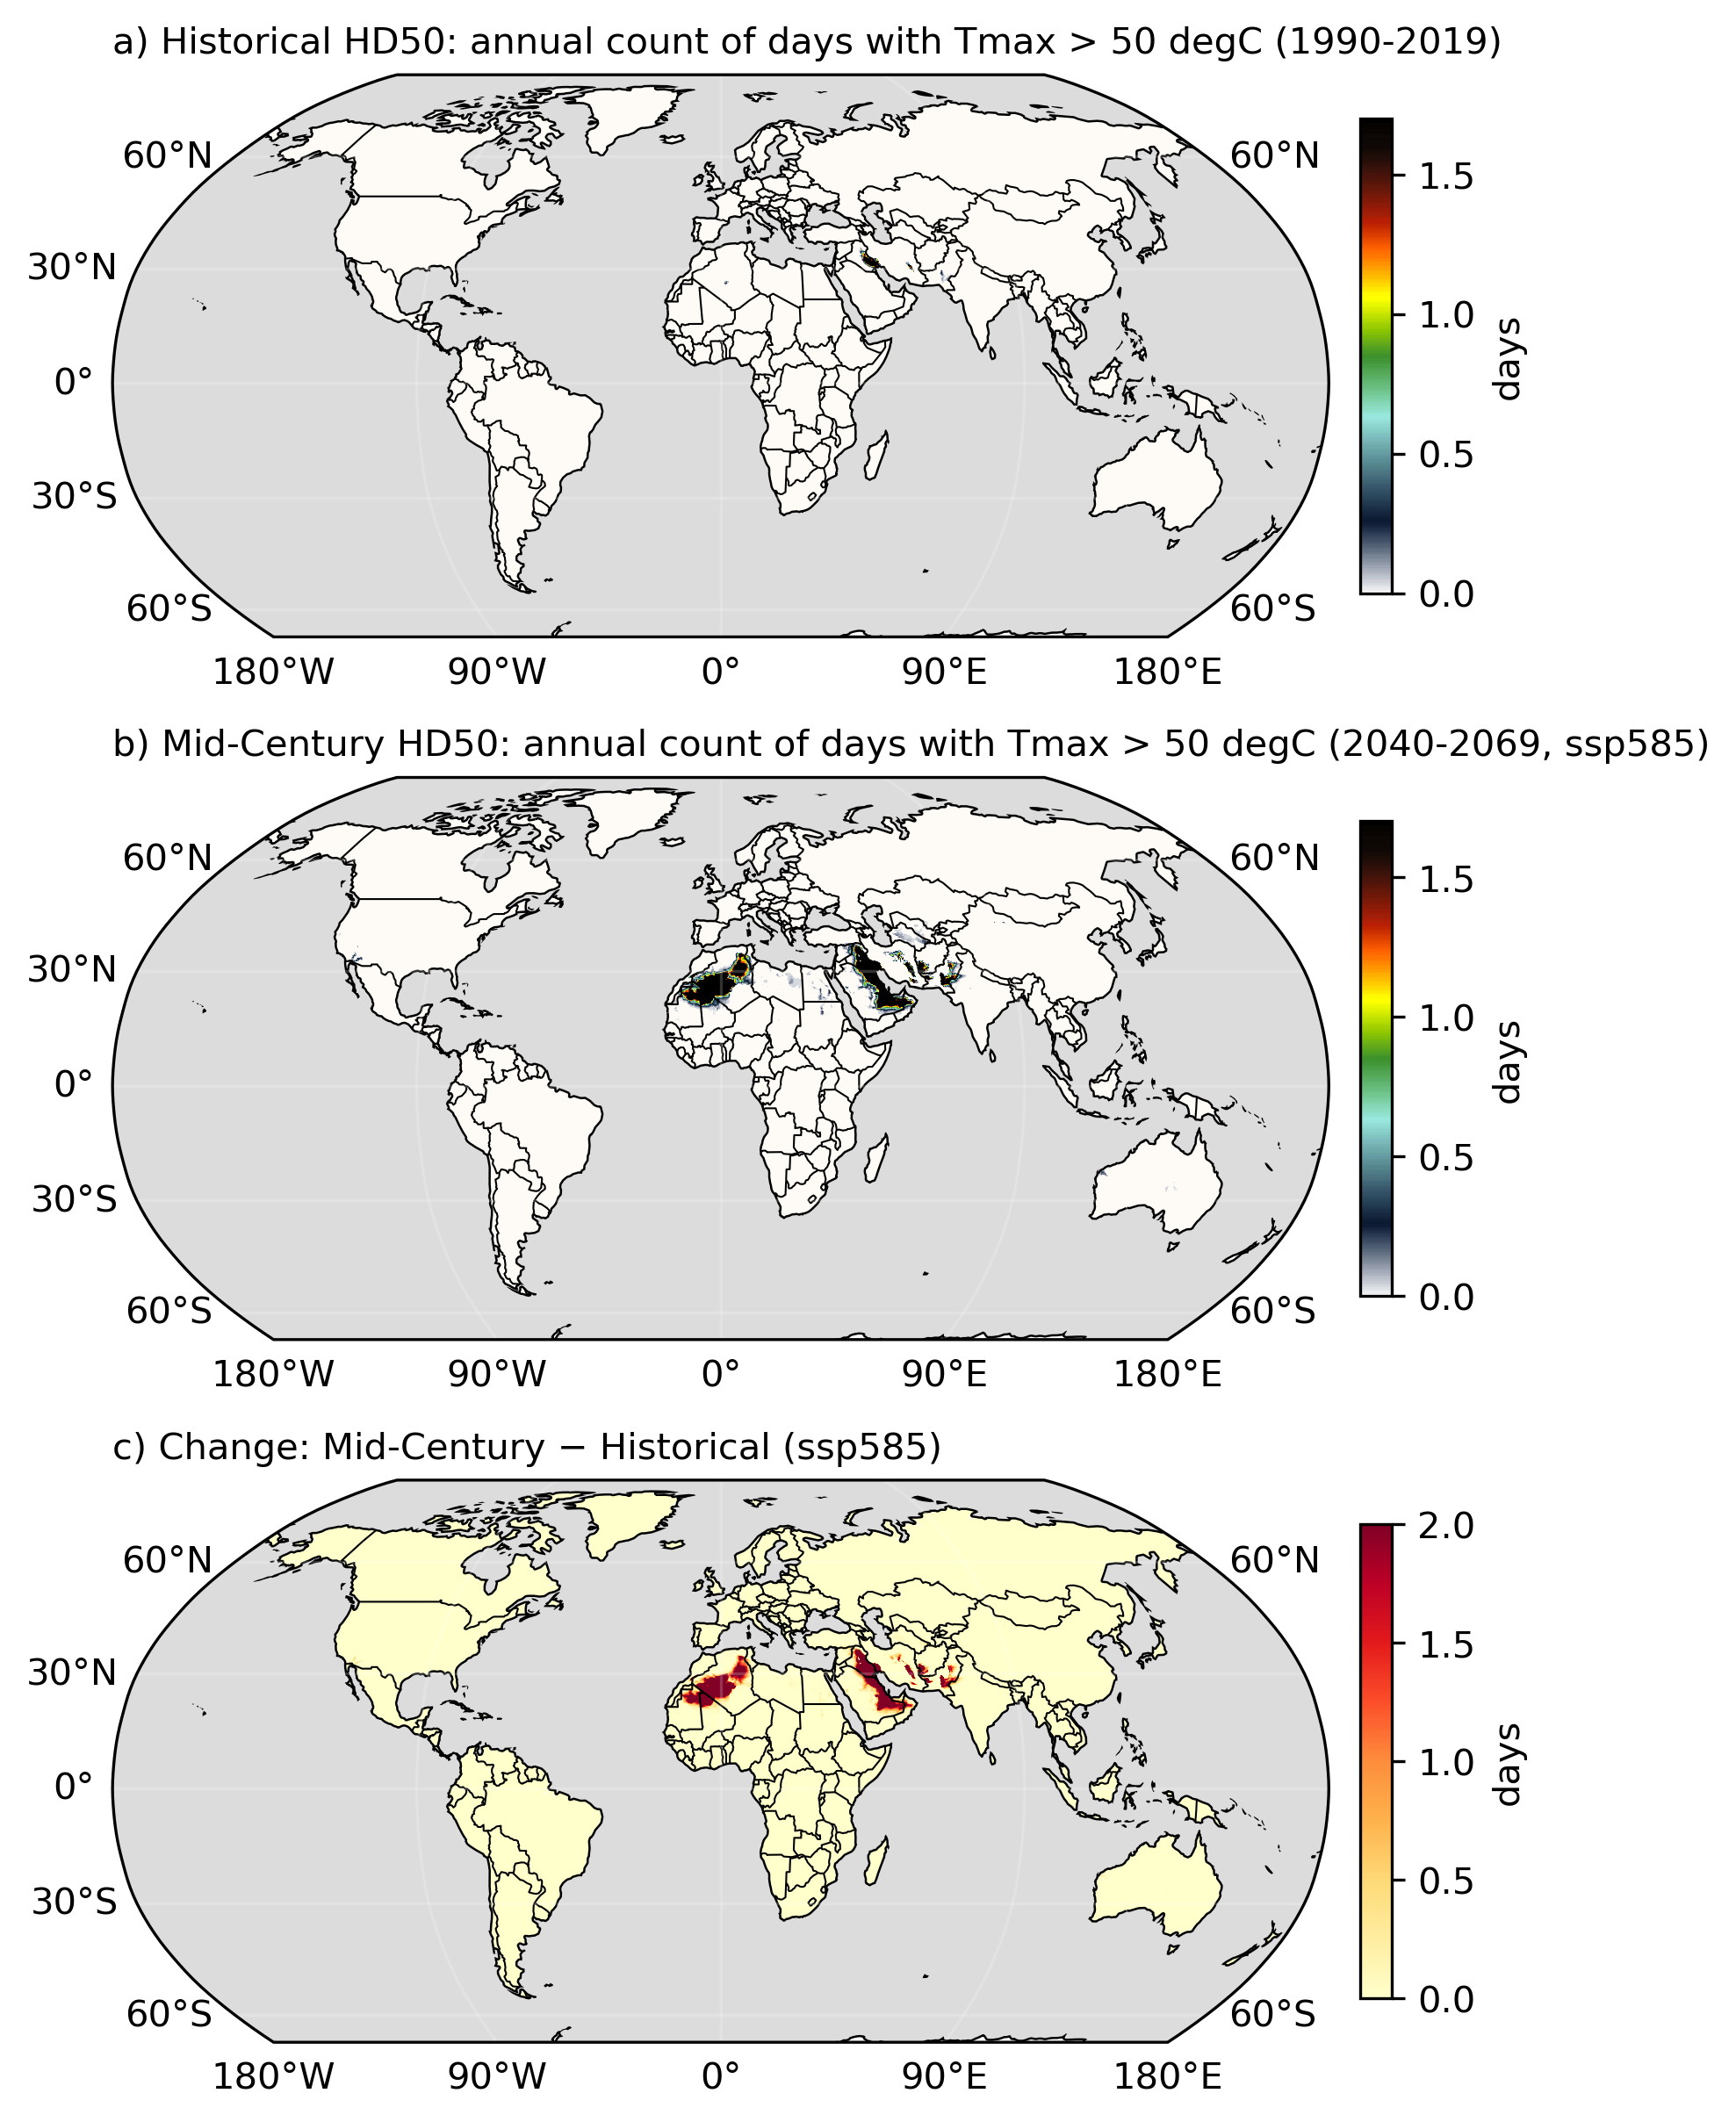 a) Historical HD50: annual count of days with Tmax > 50 degC (1990-2019)
60°N 60°N
30°N
0°
30°S
60°S 60°S
180°W 90°W 0° 90°E 180°E
1.5
1.0
0.5
0.0
days
b) Mid-Century HD50: annual count of days with Tmax > 50 degC (2040-2069, ssp585)
60°N 60°N
30°N
0°
30°S
60°S 60°S
180°W 90°W 0° 90°E 180°E
1.5
1.0
0.5
0.0
days
c) Change: Mid-Century − Historical (ssp585)
60°N 60°N
30°N
0°
30°S
60°S 60°S
180°W 90°W 0° 90°E 180°E
2.0
1.5
1.0
0.5
0.0
days